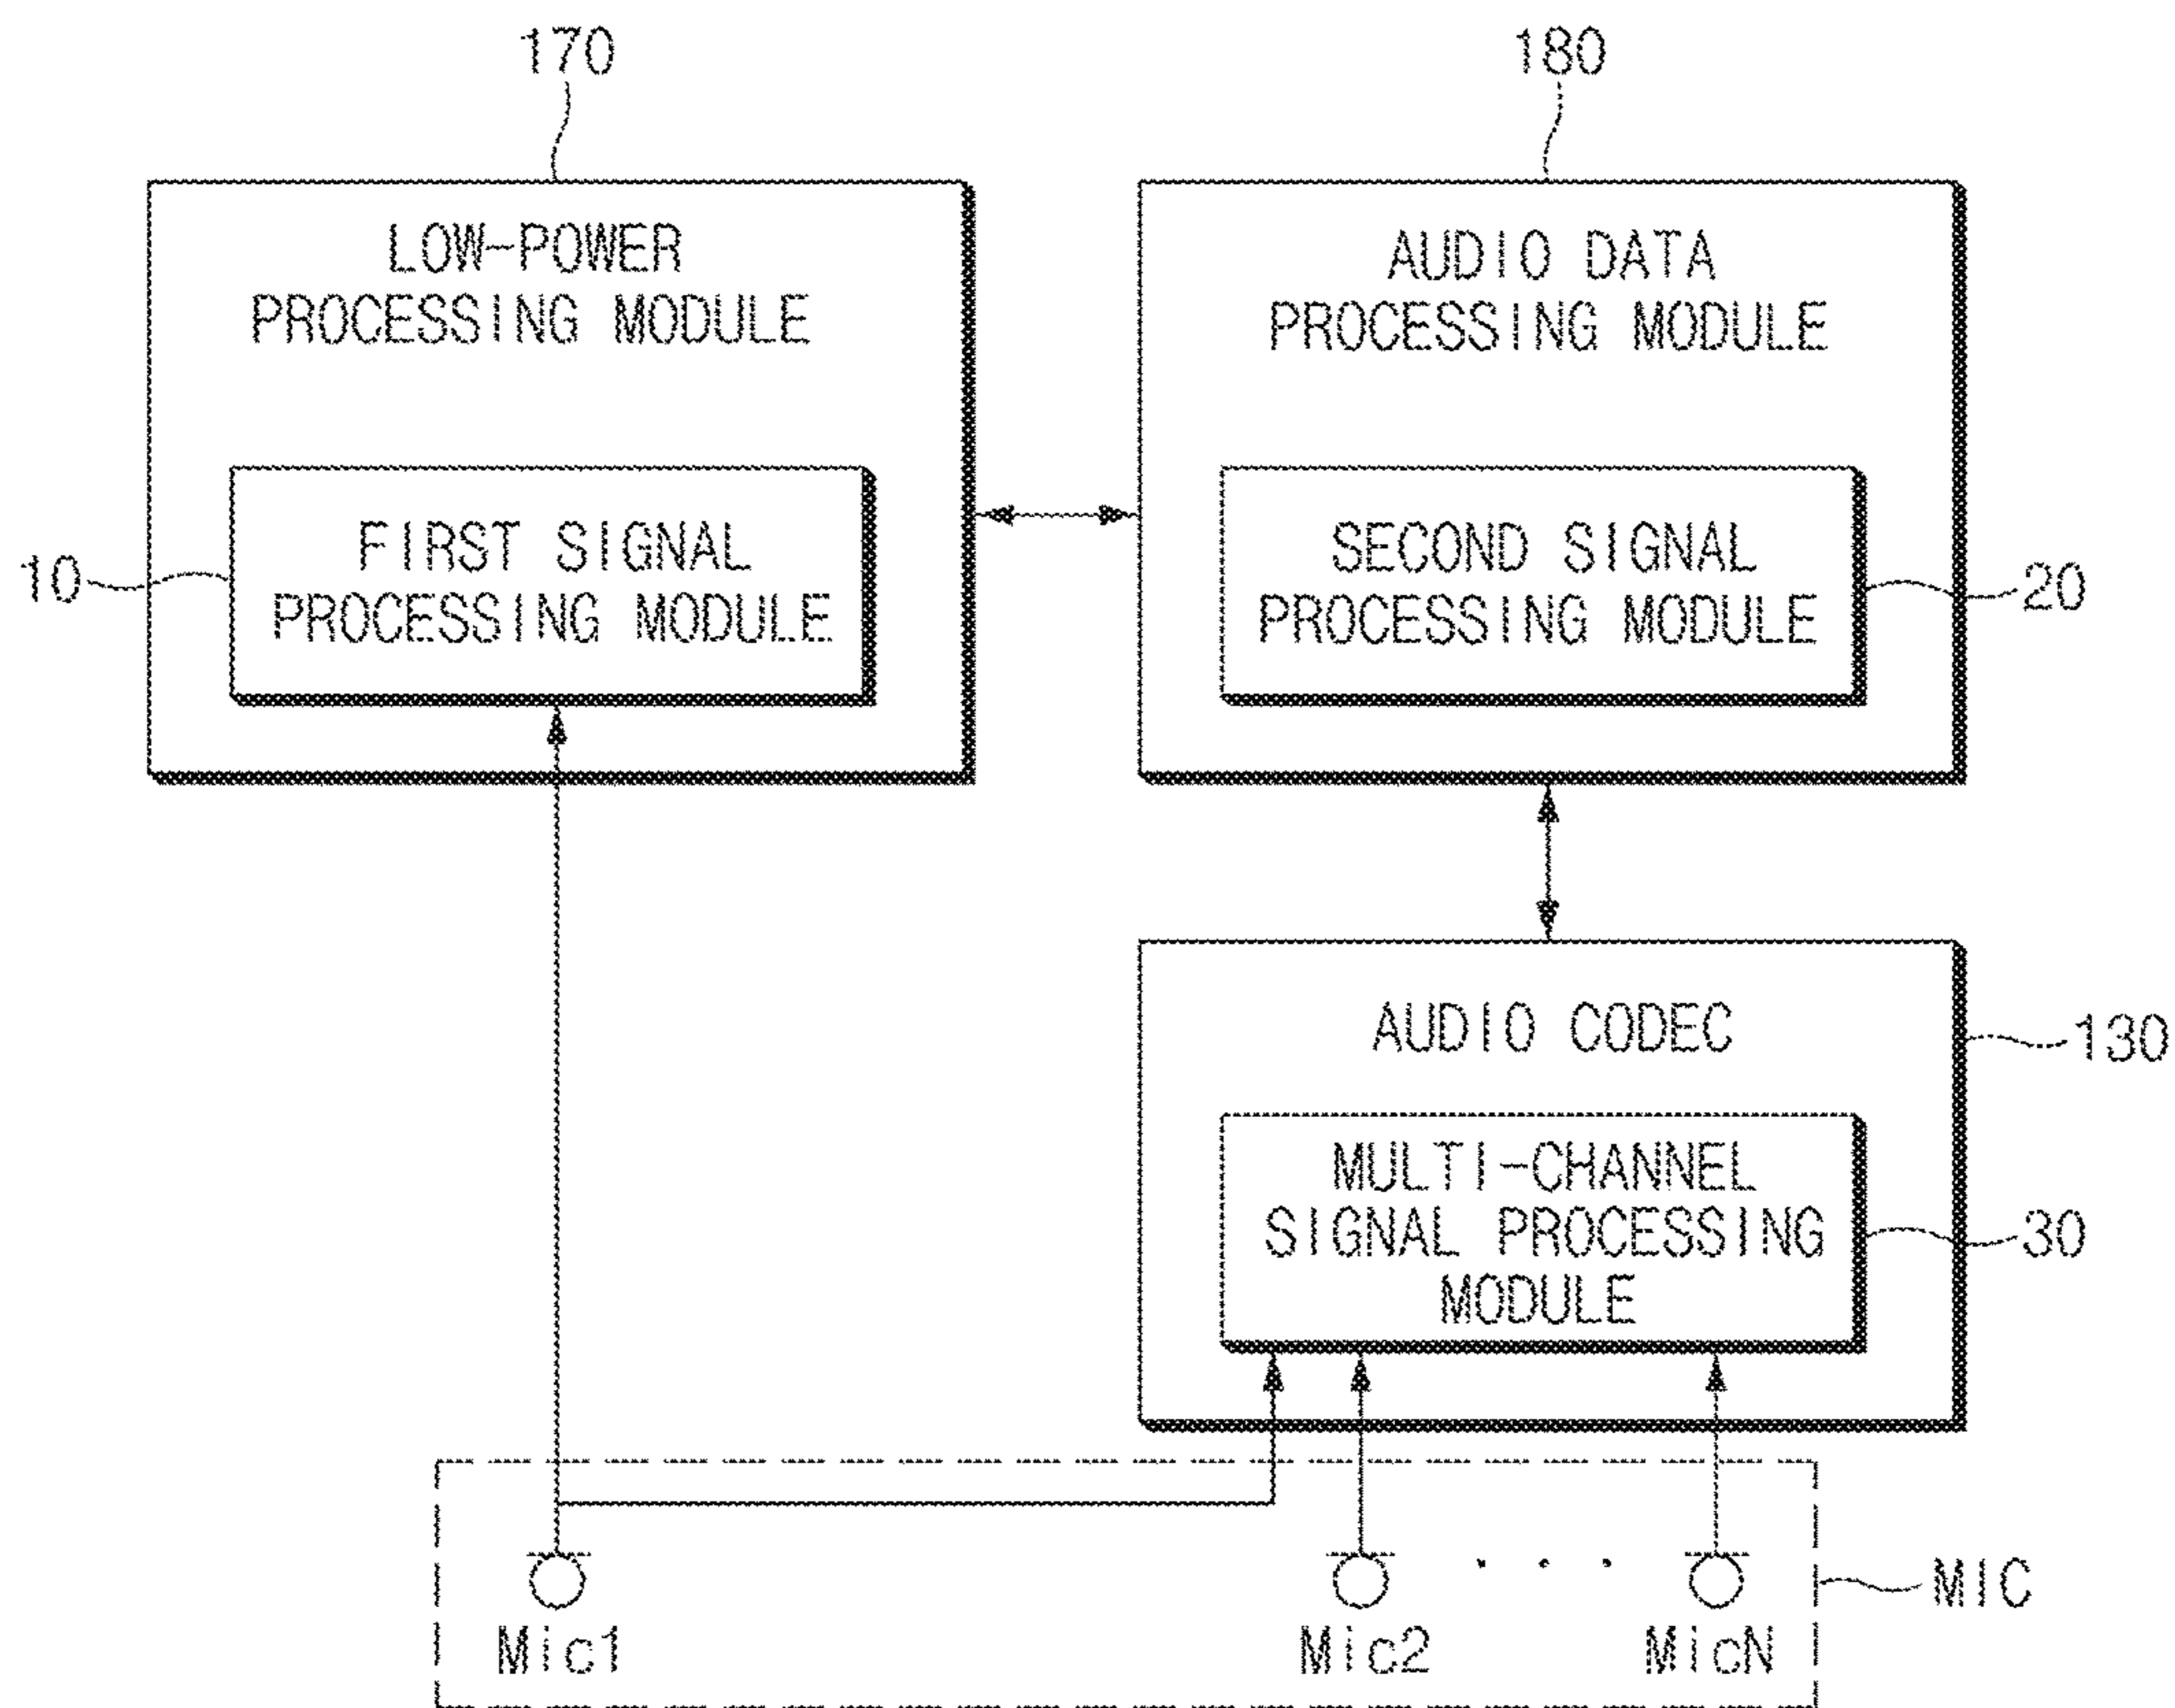 170
180
LOW-POWER
PROCESSING MODULE
AUDIO DATA
PROCESSING MODULE
10
FIRST SIGNAL
PROCESSING MODULE
SECOND SIGNAL
PROCESSING MODULE
20
AUDIO CODEC
130
MULTI-CHANNEL
SIGNAL PROCESSING
MODULE
30
Mic1
Mic2
. . .
MicN
MIC